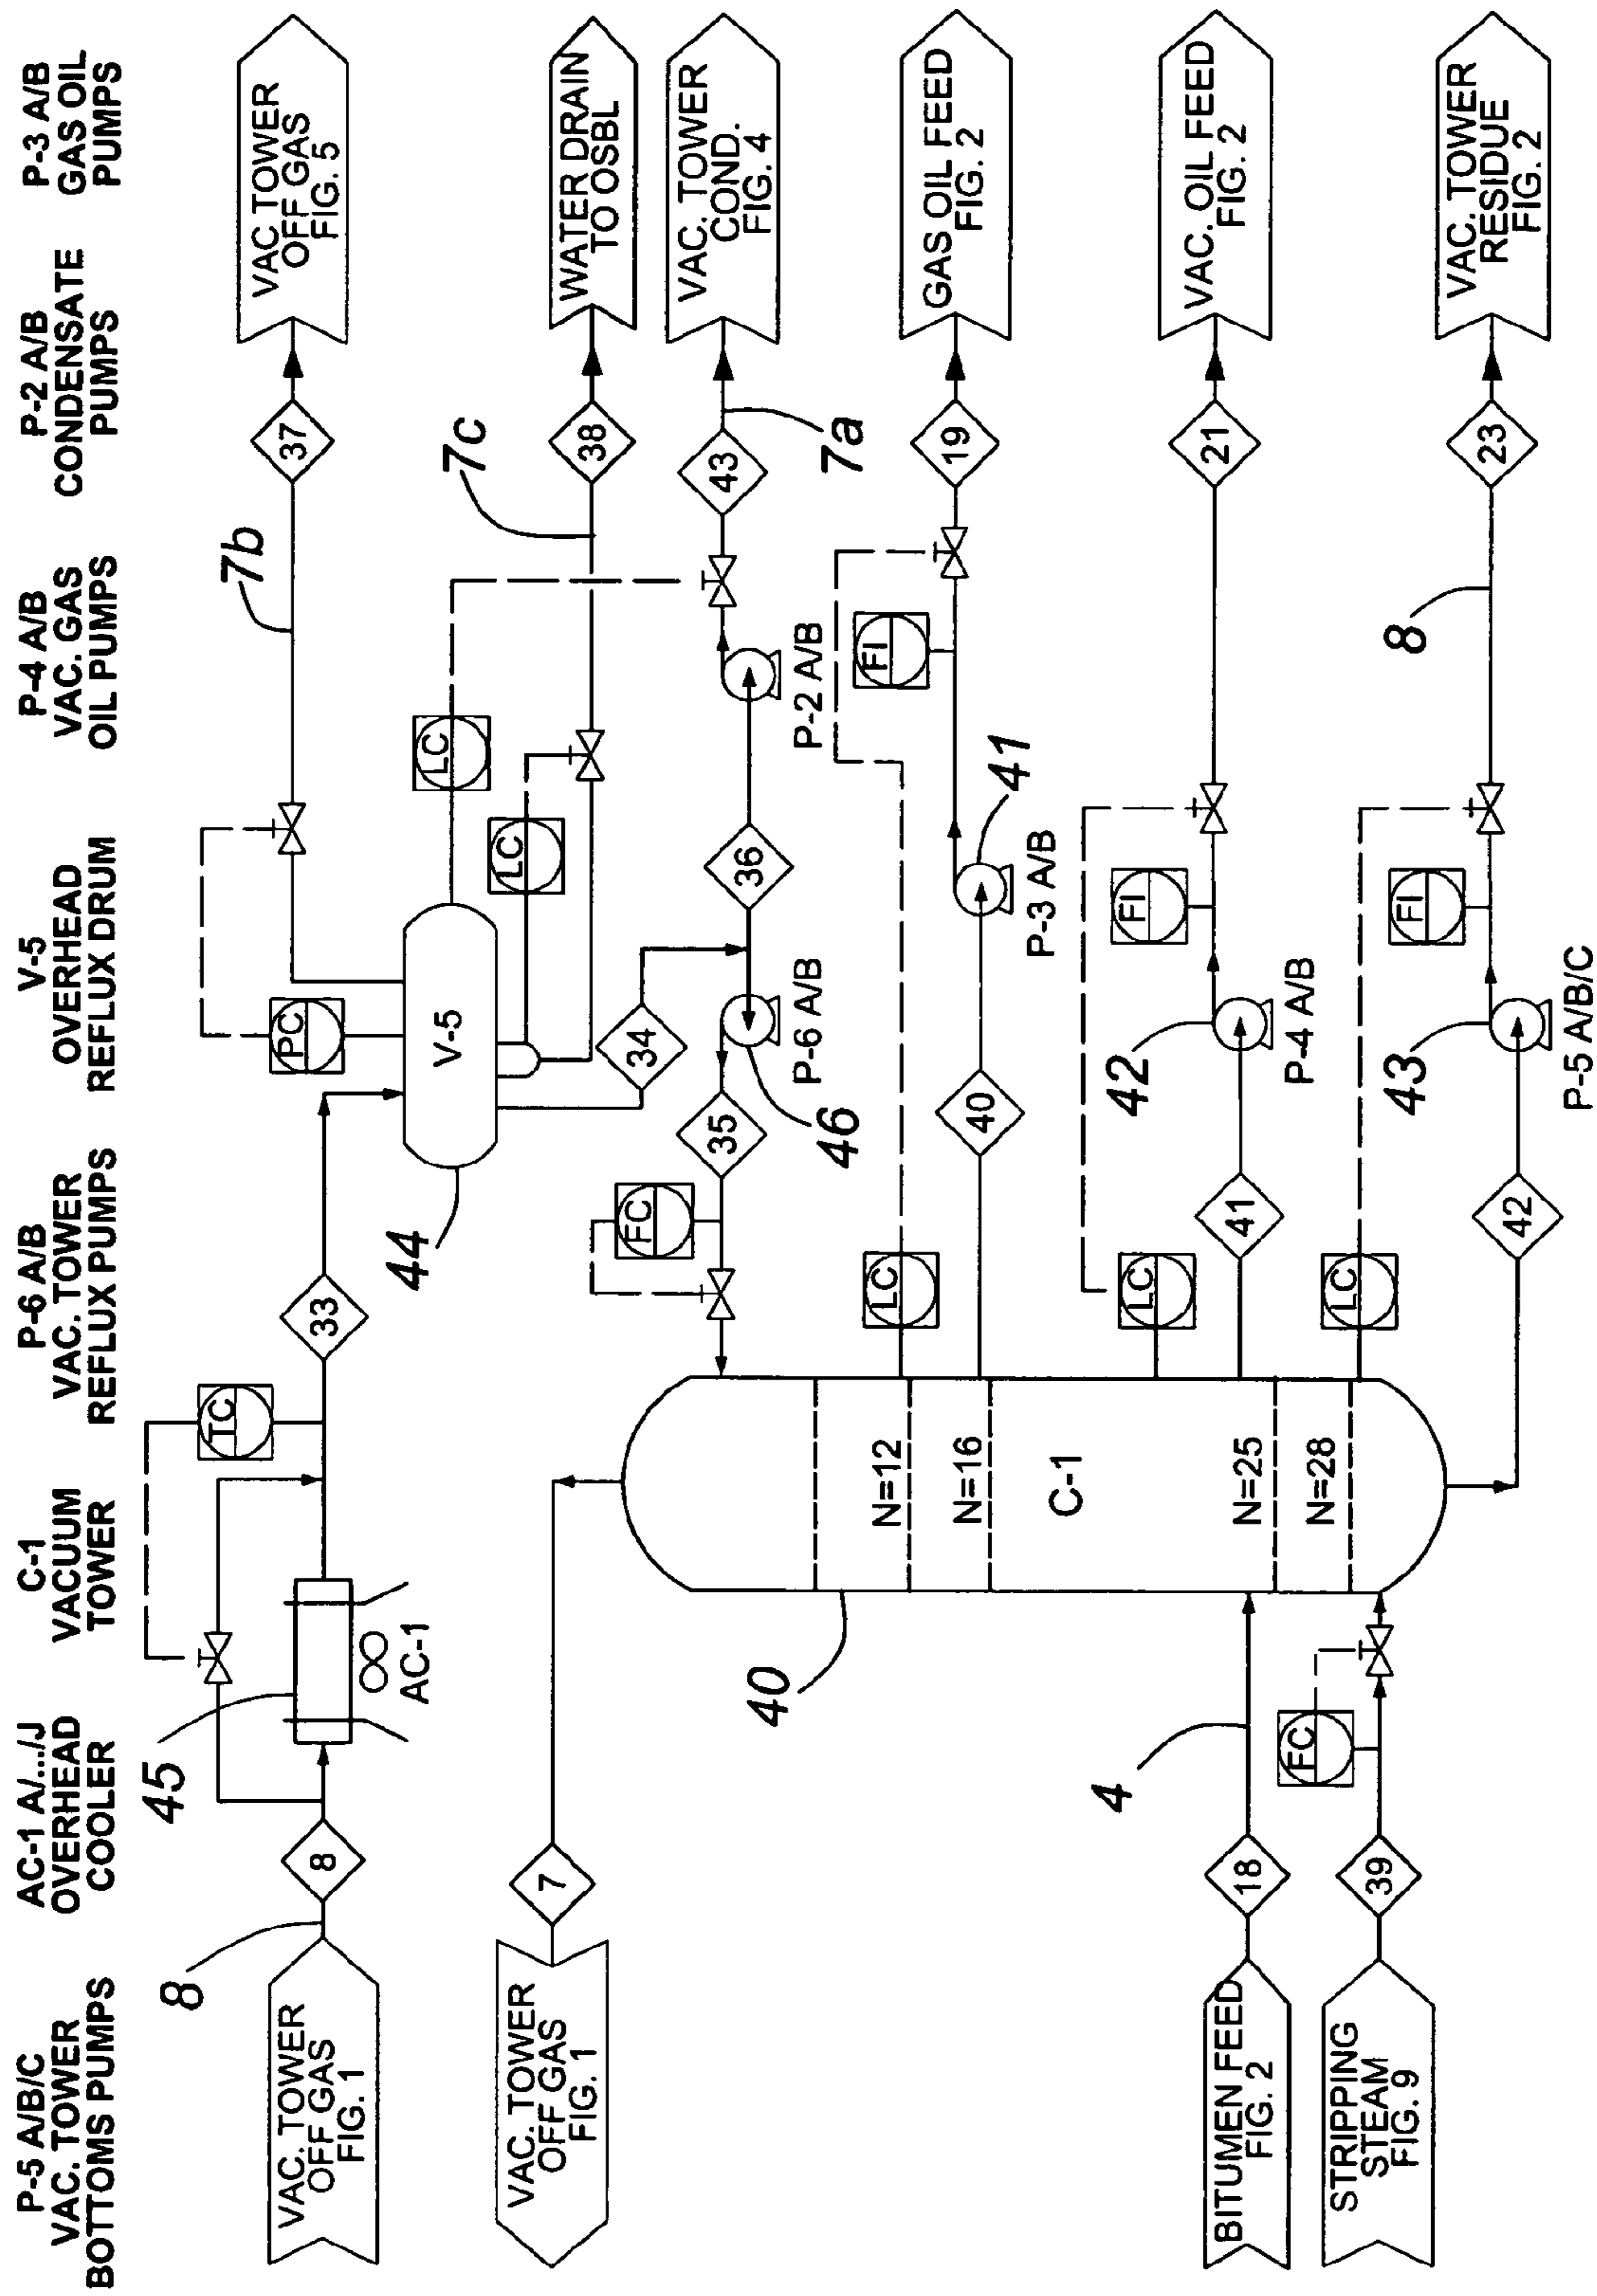 P-5 A/B/C
VAC. TOWER
BOTTOMS PUMPS
AC-1 A/.../J
OVERHEAD
COOLER
C-1
VACUUM
TOWER
P-6 A/B
VAC. TOWER
REFLUX PUMPS
V-5
OVERHEAD
REFLUX DRUM
P-4 A/B
VAC. GAS
OIL PUMPS
P-2 A/B
CONDENSATE
PUMPS
P-3 A/B
GAS OIL
PUMPS
VAC. TOWER
OFF GAS
FIG. 1
8
8
45
AC-1
TC
33
PC
V-5
44
LC
LC
7b
37
VAC. TOWER
OFF GAS
FIG. 5
7c
38
WATER DRAIN
TO OSBL
VAC. TOWER
OFF GAS
FIG. 1
7
FC
35
34
P-6 A/B
46
36
P-2 A/B
43
7a
VAC. TOWER
COND.
FIG. 4
40
N=12
N=16
C-1
N=25
N=28
LC
40
P-3 A/B
41
FI
19
GAS OIL FEED
FIG. 2
BITUMEN FEED
FIG. 2
18
4
LC
41
42
P-4 A/B
FI
21
VAC. OIL FEED
FIG. 2
STRIPPING
STEAM
FIG. 9
39
FC
LC
42
43
P-5 A/B/C
FI
8
23
VAC. TOWER
RESIDUE
FIG. 2